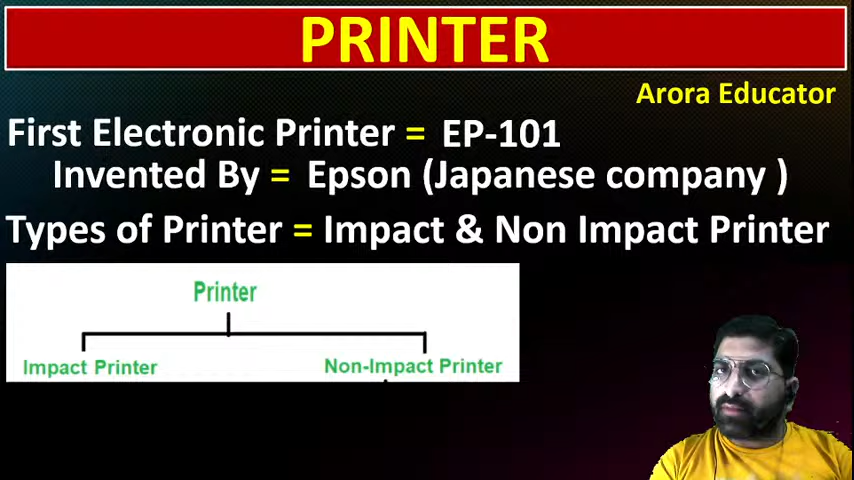 PRINTER
Arora Educator
First Electronic Printer = EP-101
Invented By = Epson (Japanese company )
Types of Printer = Impact & Non Impact Printer
Printer
Impact Printer
Non-Impact Printer